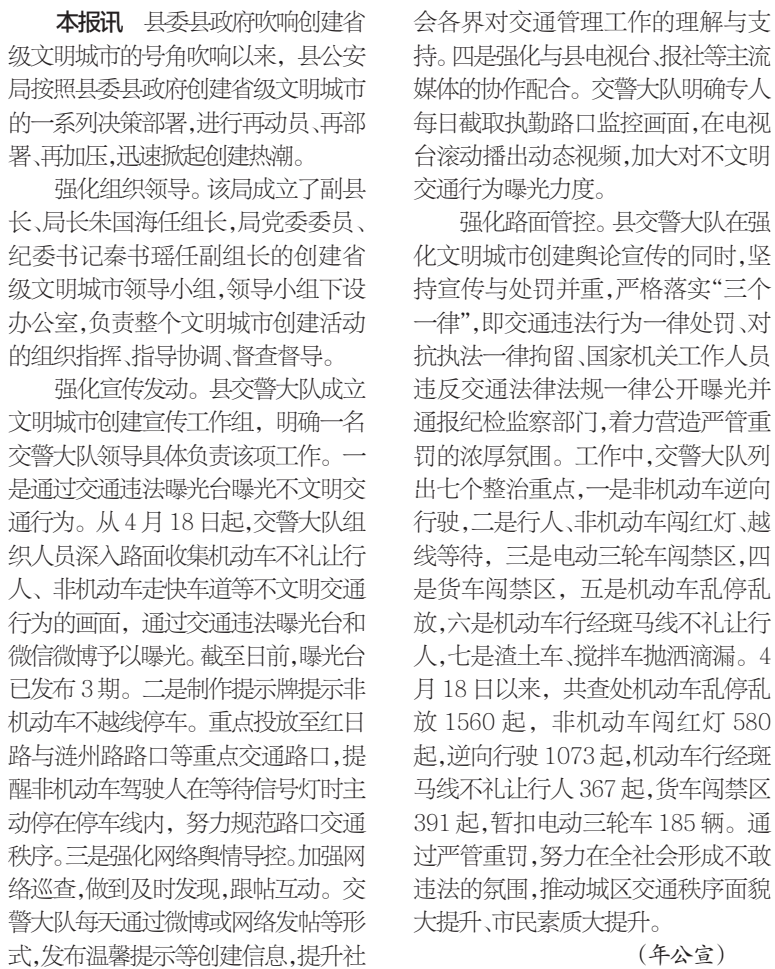 本报讯 县委县政府吹响创建省
级文明城市的号角吹响以来，县公安
局按照县委县政府创建省级文明城市
的一系列决策部署,进行再动员、再部
署、再加压,迅速掀起创建热潮。
强化组织领导。该局成立了副县
长、局长朱国海任组长,局党委委员、
纪委书记秦书瑶任副组长的创建省
级文明城市领导小组,领导小组下设
办公室,负责整个文明城市创建活动
的组织指挥、指导协调、督查督导。
强化宣传发动。县交警大队成立
文明城市创建宣传工作组，明确一名
交警大队领导具体负责该项工作。一
是通过交通违法曝光台曝光不文明交
通行为。从4月18日起,交警大队组
织人员深入路面收集机动车不礼让行
人、非机动车走快车道等不文明交通
行为的画面，通过交通违法曝光台和
微信微博予以曝光。截至日前,曝光台
已发布3期。二是制作提示牌提示非
机动车不越线停车。重点投放至红日
路与涟州路路口等重点交通路口,提
醒非机动车驾驶人在等待信号灯时主
动停在停车线内，努力规范路口交通
秩序。三是强化网络舆情导控。加强网
络巡查,做到及时发现,跟帖互动。交
警大队每天通过微博或网络发帖等形
式,发布温馨提示等创建信息,提升社
会各界对交通管理工作的理解与支
持。四是强化与县电视台、报社等主流
媒体的协作配合。交警大队明确专人
每日截取执勤路口监控画面,在电视
台滚动播出动态视频,加大对不文明
交通行为曝光力度。
强化路面管控。县交警大队在强
化文明城市创建舆论宣传的同时,坚
持宣传与处罚并重,严格落实“三个
一律”,即交通违法行为一律处罚、对
抗执法一律拘留、国家机关工作人员
违反交通法律法规一律公开曝光并
通报纪检监察部门,着力营造严管重
罚的浓厚氛围。工作中,交警大队列
出七个整治重点,一是非机动车逆向
行驶,二是行人、非机动车闯红灯、越
线等待，三是电动三轮车闯禁区,四
是货车闯禁区，五是机动车乱停乱
放,六是机动车行经斑马线不礼让行
人,七是渣土车、搅拌车抛洒滴漏。4
月18日以来，共查处机动车乱停乱
放1560起，非机动车闯红灯580
起,逆向行驶1073起,机动车行经斑
马线不礼让行人367起,货车闯禁区
391起,暂扣电动三轮车185辆。通
过严管重罚,努力在全社会形成不敢
违法的氛围,推动城区交通秩序面貌
大提升、市民素质大提升。
（年公宣）